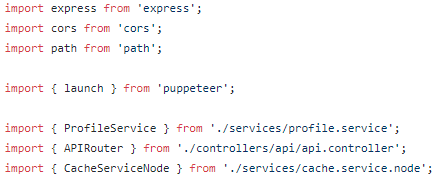 import express from 'express';
import cors from 'cors';
import path from 'path';
import { launch } from 'puppeteer';
import { ProfileService } from './services/profile.service';
import { APIRouter } from './controllers/api/api.controller';
import { CacheServiceNode } from './services/cache.service.node';